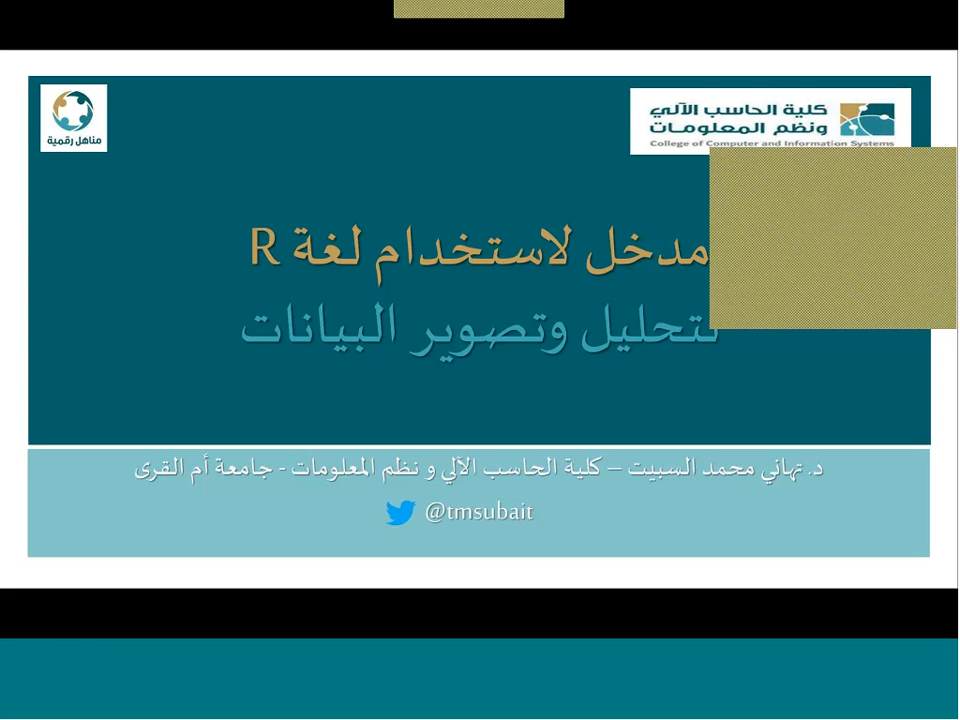 مناهل رقمية
كلية الحاسب الآلي
ونظم المعلومات
College of Computer and Information Systems
مدخل لاستخدام لغة R
لتحليل وتصوير البيانات
د. تهاني محمد السبيت – كلية الحاسب الآلي و نظم المعلومات - جامعة أم القرى
@tmsubait